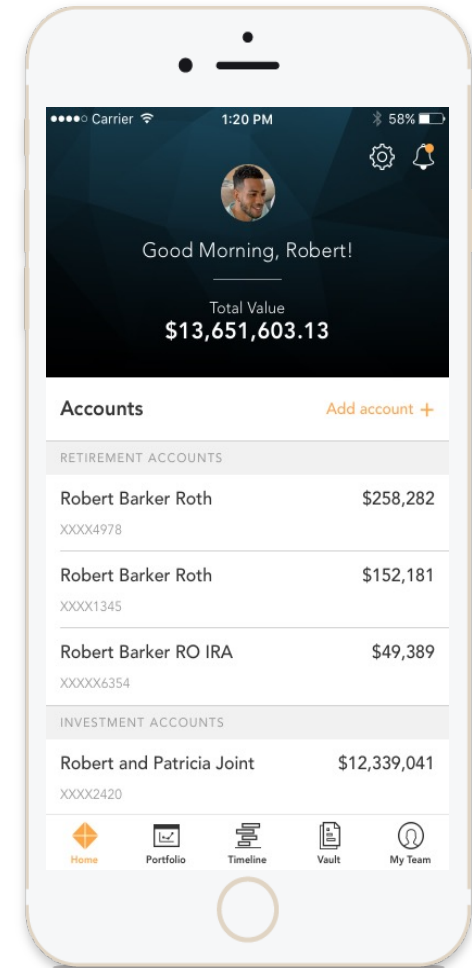 Carrier 1:20 PM 58%
Good Morning, Robert!
Total Value
$13,651,603.13
Accounts Add account +
RETIREMENT ACCOUNTS
Robert Barker Roth $258,282
XXXX4978
Robert Barker Roth $152,181
XXXX1345
Robert Barker RO IRA $49,389
XXXXX6354
INVESTMENT ACCOUNTS
Robert and Patricia Joint $12,339,041
XXXX2420
Home Portfolio Timeline Vault My Team